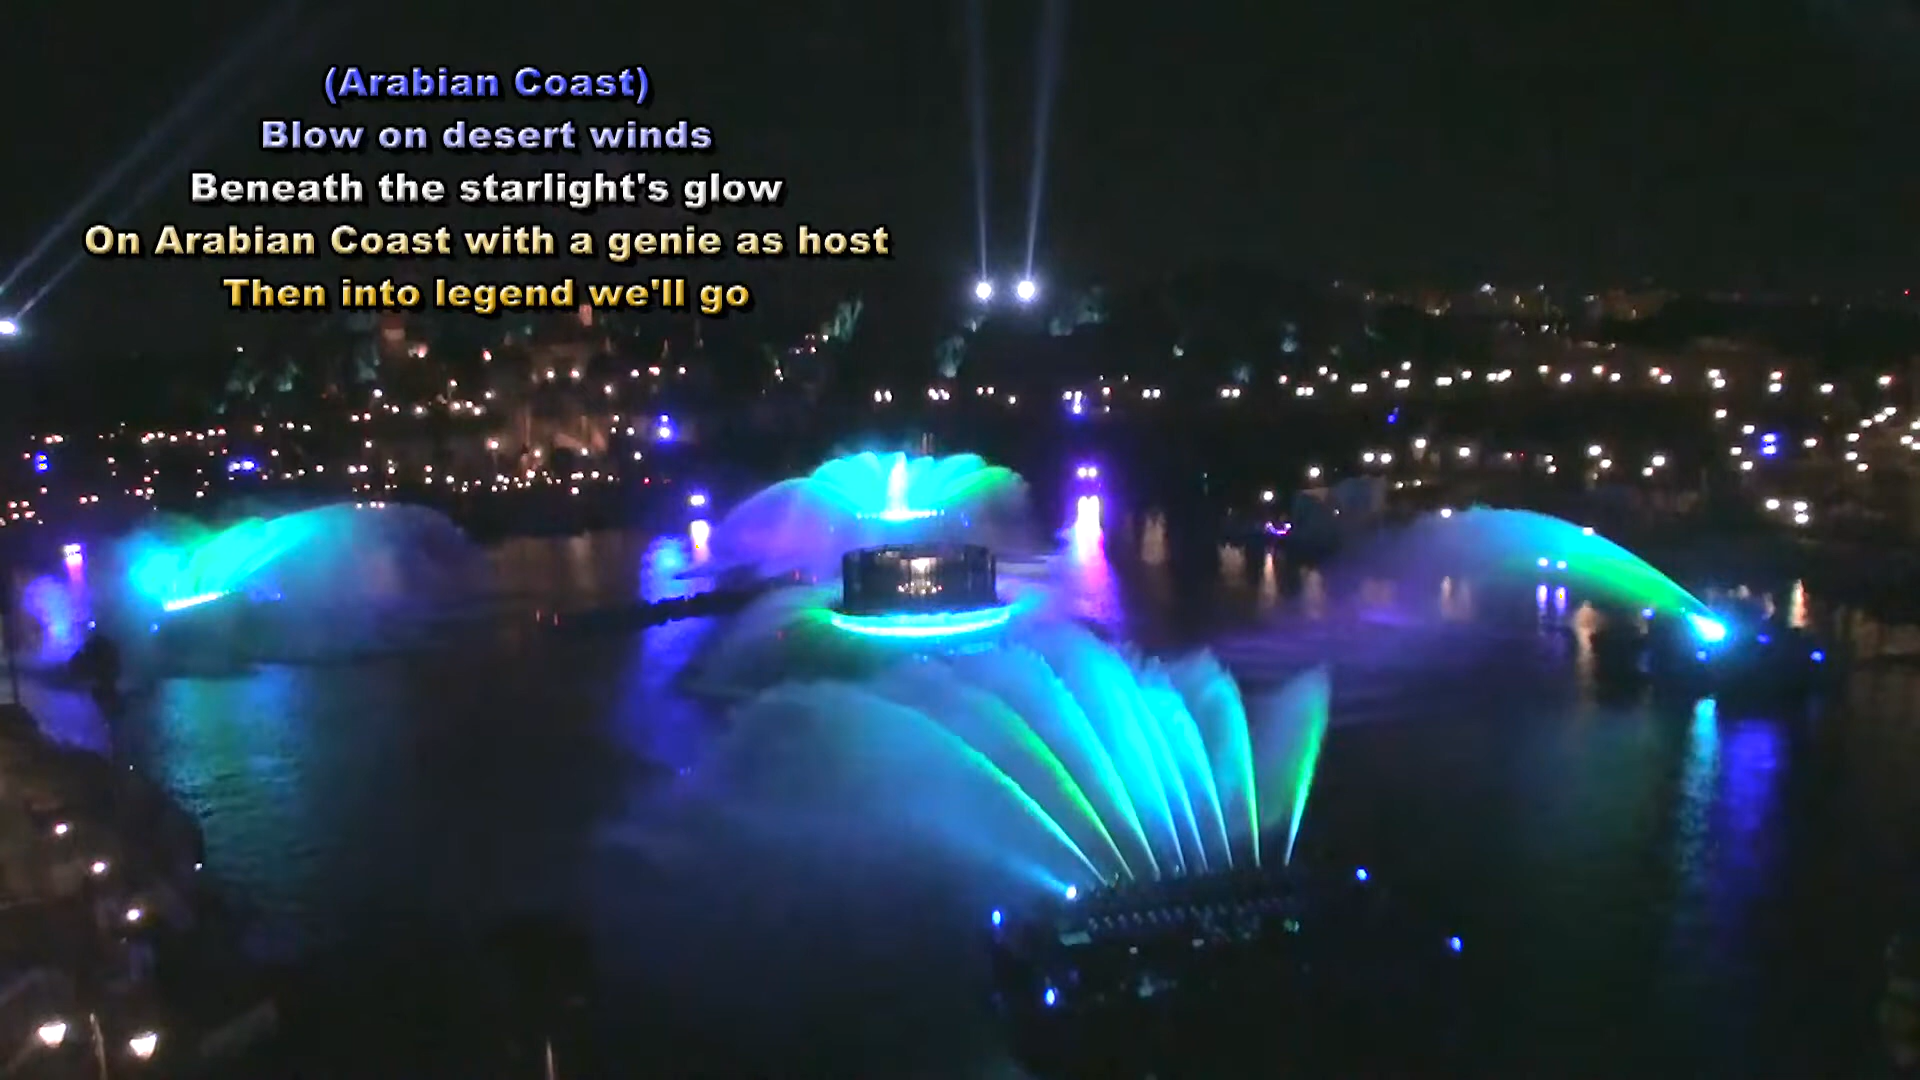 (Arabian Coast)
Blow on desert winds
Beneath the starlight's glow
On Arabian Coast with a genie as host
Then into legend we'll go